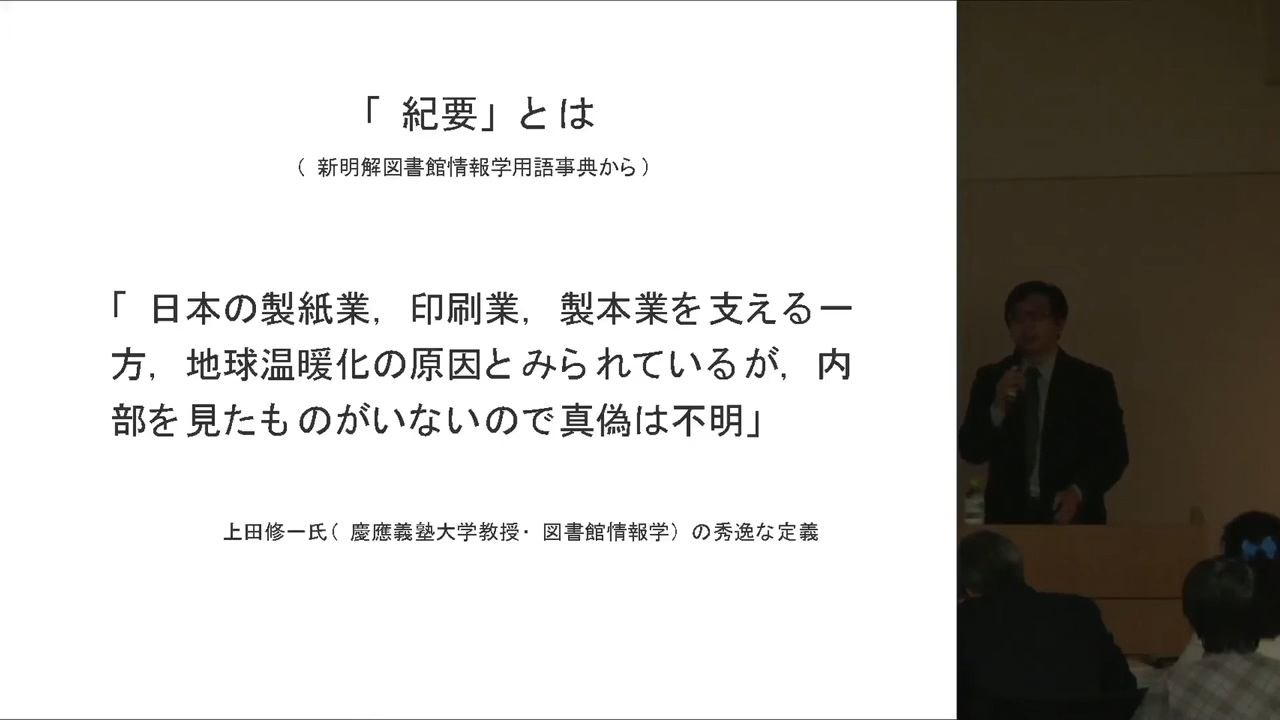 「紀要」とは
(新明解図書館情報学用語事典から)
「日本の製紙業,印刷業,製本業を支える一
方,地球温暖化の原因とみられているが,内
部を見たものがいないので真偽は不明」
上田修一氏(慶應義塾大学教授・図書館情報学)の秀逸な定義